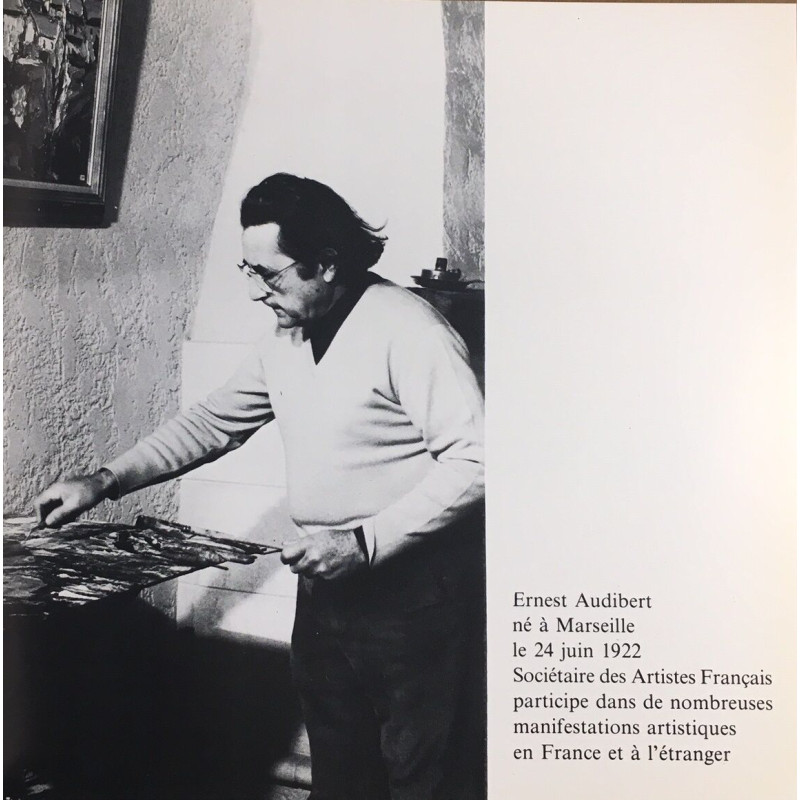 Ernest Audibert
né à Marseille
le 24 juin 1922
Sociétaire des Artistes Français
participe dans de nombreuses
manifestations artistiques
en France et à l'étranger